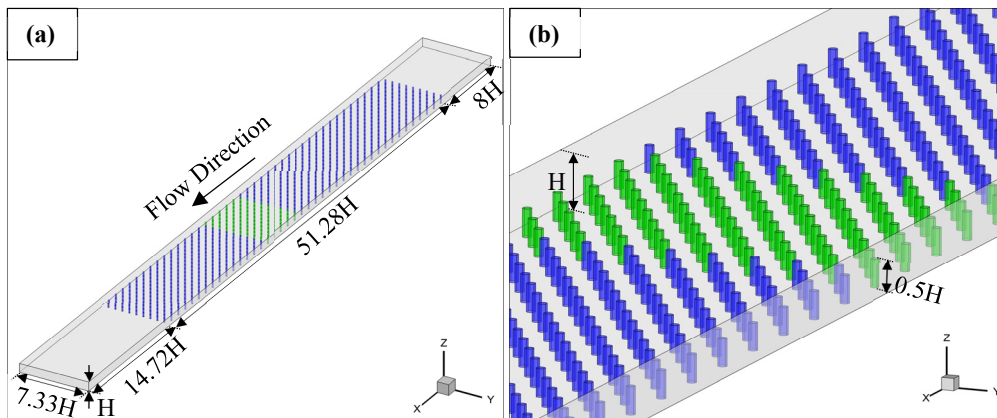 (a)
8H
Flow Direction
51.28H
14.72H
7.33H
H
Z
Y
X
(b)
H
0.5H
Z
Y
X